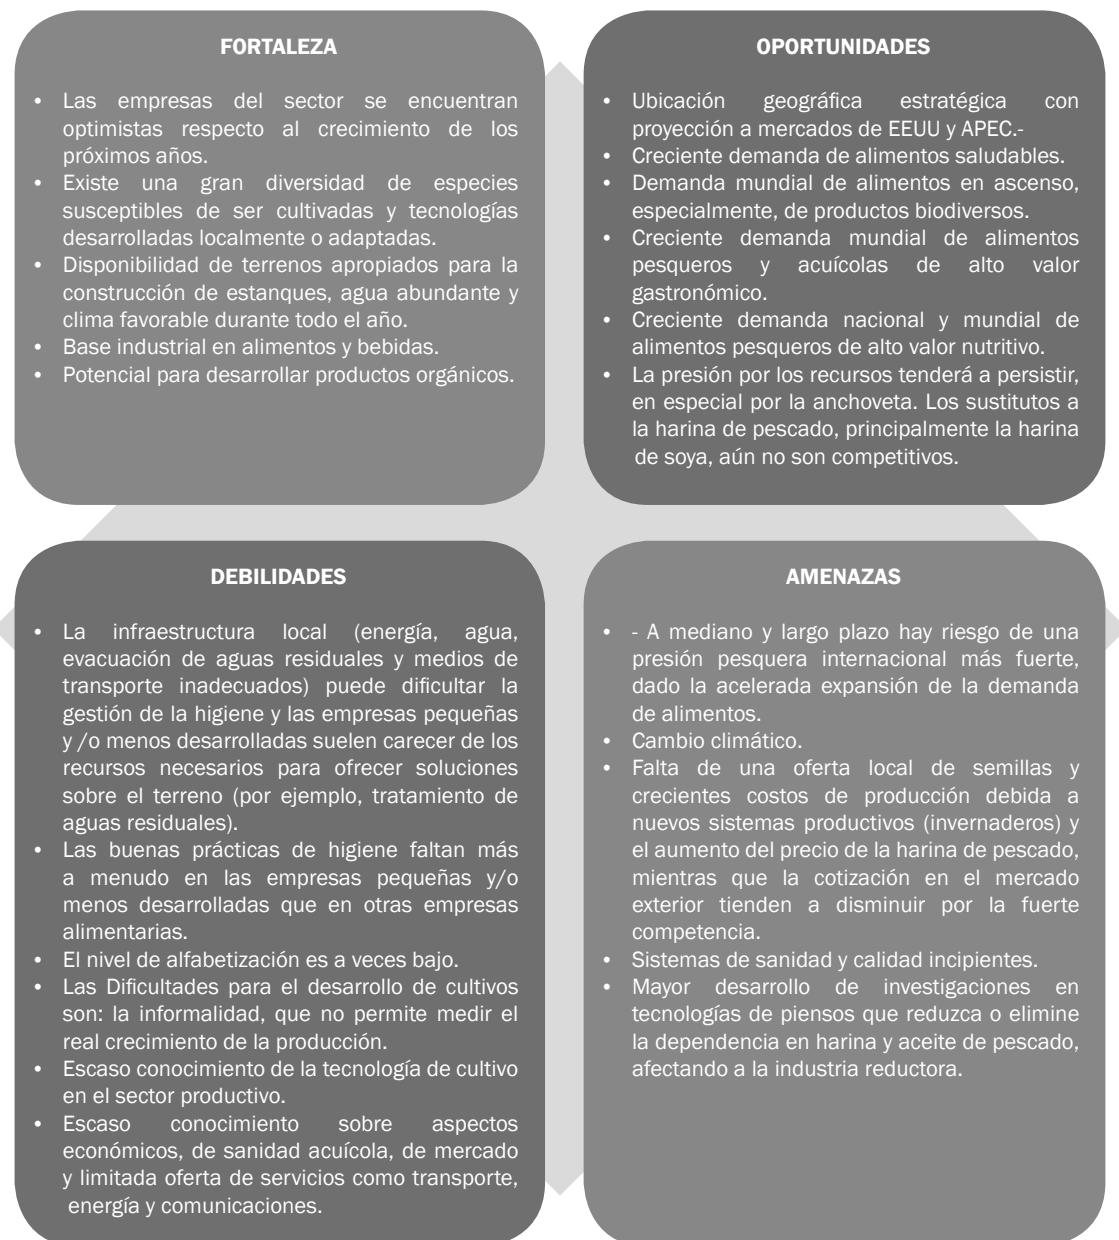 FORTALEZA
• Las empresas del sector se encuentran
optimistas respecto al crecimiento de los
próximos años.
• Existe una gran diversidad de especies
susceptibles de ser cultivadas y tecnologías
desarrolladas localmente o adaptadas.
• Disponibilidad de terrenos apropiados para la
construcción de estanques, agua abundante y
clima favorable durante todo el año.
• Base industrial en alimentos y bebidas.
• Potencial para desarrollar productos orgánicos.
OPORTUNIDADES
• Ubicación geográfica estratégica con
proyección a mercados de EEUU y APEC.-
• Creciente demanda de alimentos saludables.
• Demanda mundial de alimentos en ascenso,
especialmente, de productos biodiversos.
• Creciente demanda mundial de alimentos
pesqueros y acuícolas de alto valor
gastronómico.
• Creciente demanda nacional y mundial de
alimentos pesqueros de alto valor nutritivo.
• La presión por los recursos tenderá a persistir,
en especial por la anchoveta. Los sustitutos a
la harina de pescado, principalmente la harina
de soya, aún no son competitivos.
DEBILIDADES
• La infraestructura local (energía, agua,
evacuación de aguas residuales y medios de
transporte inadecuados) puede dificultar la
gestión de la higiene y las empresas pequeñas
y /o menos desarrolladas suelen carecer de los
recursos necesarios para ofrecer soluciones
sobre el terreno (por ejemplo, tratamiento de
aguas residuales).
• Las buenas prácticas de higiene faltan más
a menudo en las empresas pequeñas y/o
menos desarrolladas que en otras empresas
alimentarias.
• El nivel de alfabetización es a veces bajo.
• Las Dificultades para el desarrollo de cultivos
son: la informalidad, que no permite medir el
real crecimiento de la producción.
• Escaso conocimiento de la tecnología de cultivo
en el sector productivo.
• Escaso conocimiento sobre aspectos
económicos, de sanidad acuícola, de mercado
y limitada oferta de servicios como transporte,
energía y comunicaciones.
AMENAZAS
• - A mediano y largo plazo hay riesgo de una
presión pesquera internacional más fuerte,
dado la acelerada expansión de la demanda
de alimentos.
• Cambio climático.
• Falta de una oferta local de semillas y
crecientes costos de producción debida a
nuevos sistemas productivos (invernaderos) y
el aumento del precio de la harina de pescado,
mientras que la cotización en el mercado
exterior tienden a disminuir por la fuerte
competencia.
• Sistemas de sanidad y calidad incipientes.
• Mayor desarrollo de investigaciones en
tecnologías de piensos que reduzca o elimine
la dependencia en harina y aceite de pescado,
afectando a la industria reductora.